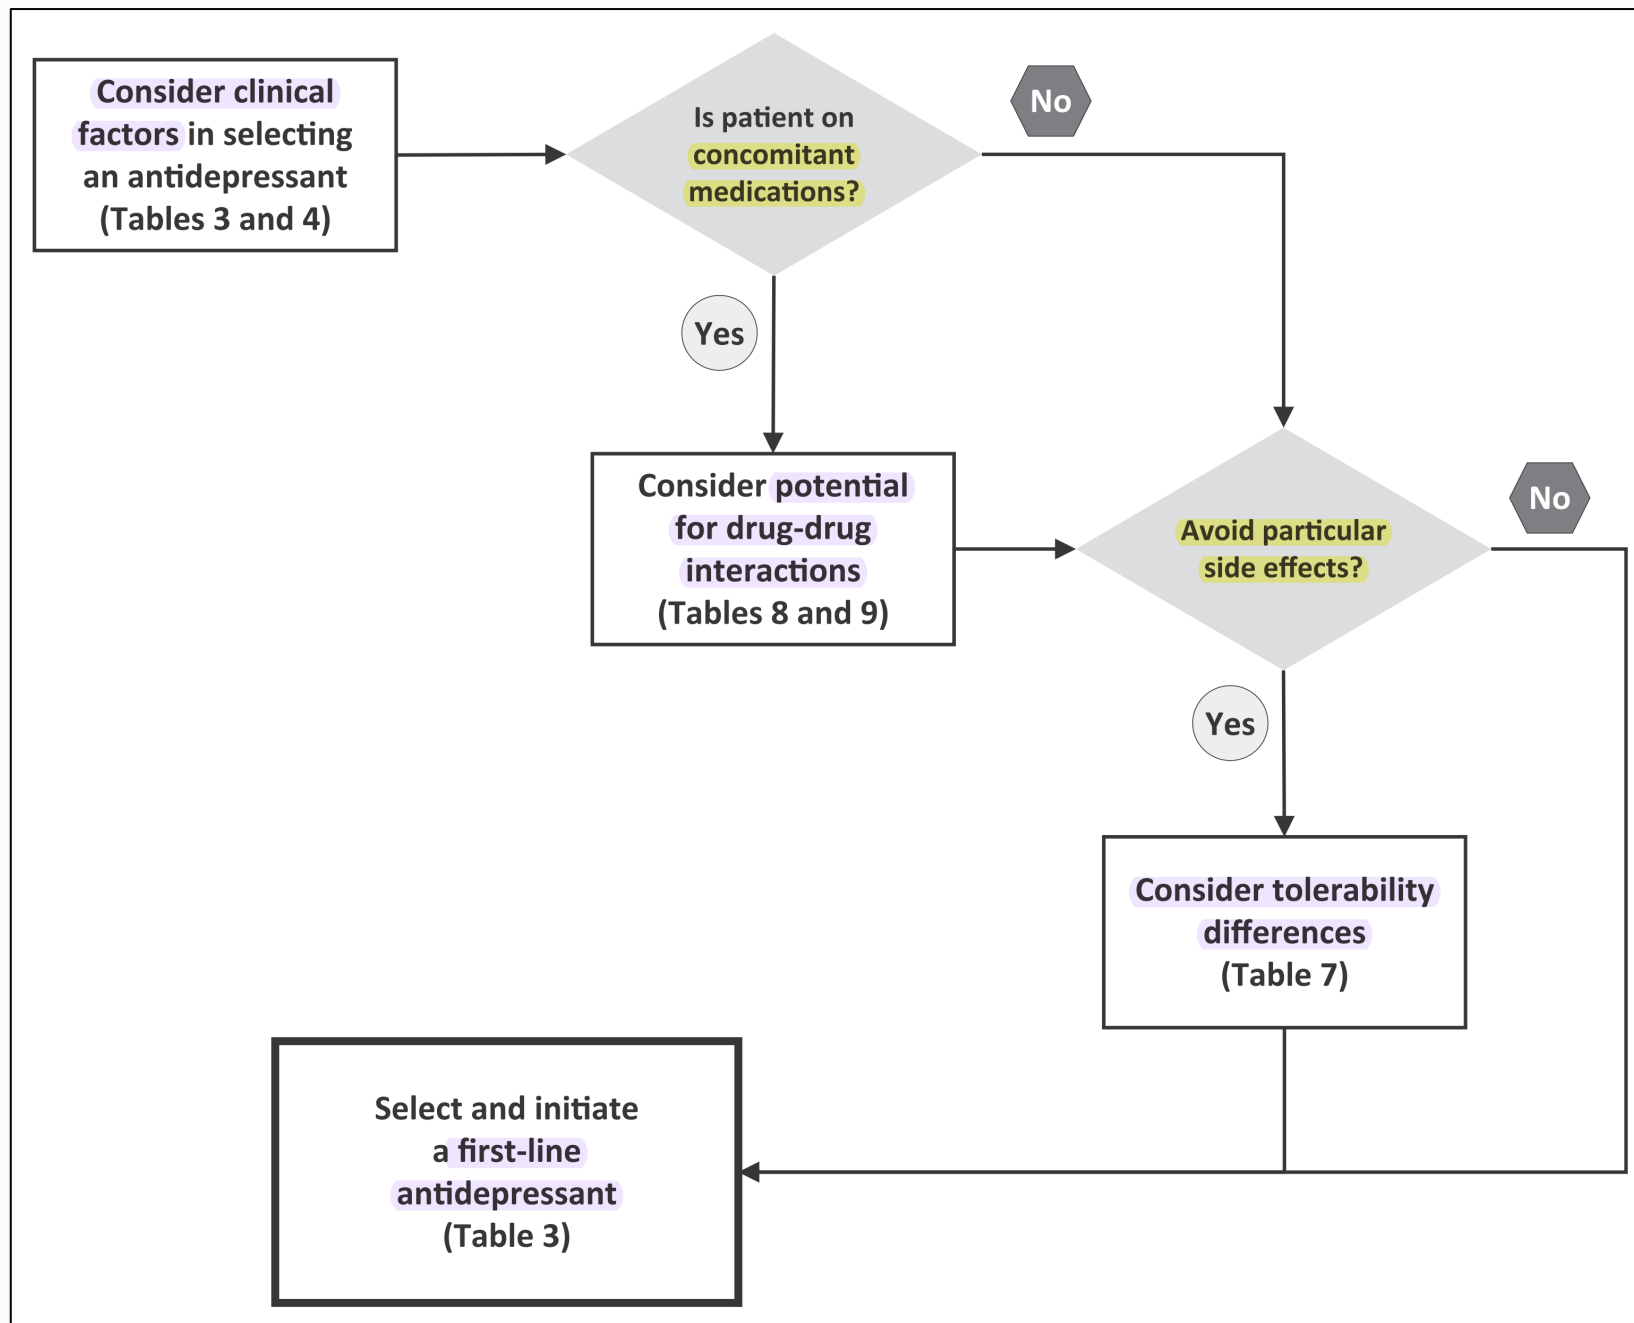 Consider clinical
factors in selecting
an antidepressant
(Tables 3 and 4)
Is patient on
concomitant
medications?
No
Yes
Consider potential
for drug-drug
interactions
(Tables 8 and 9)
Avoid particular
side effects?
No
Yes
Consider tolerability
differences
(Table 7)
Select and initiate
a first-line
antidepressant
(Table 3)